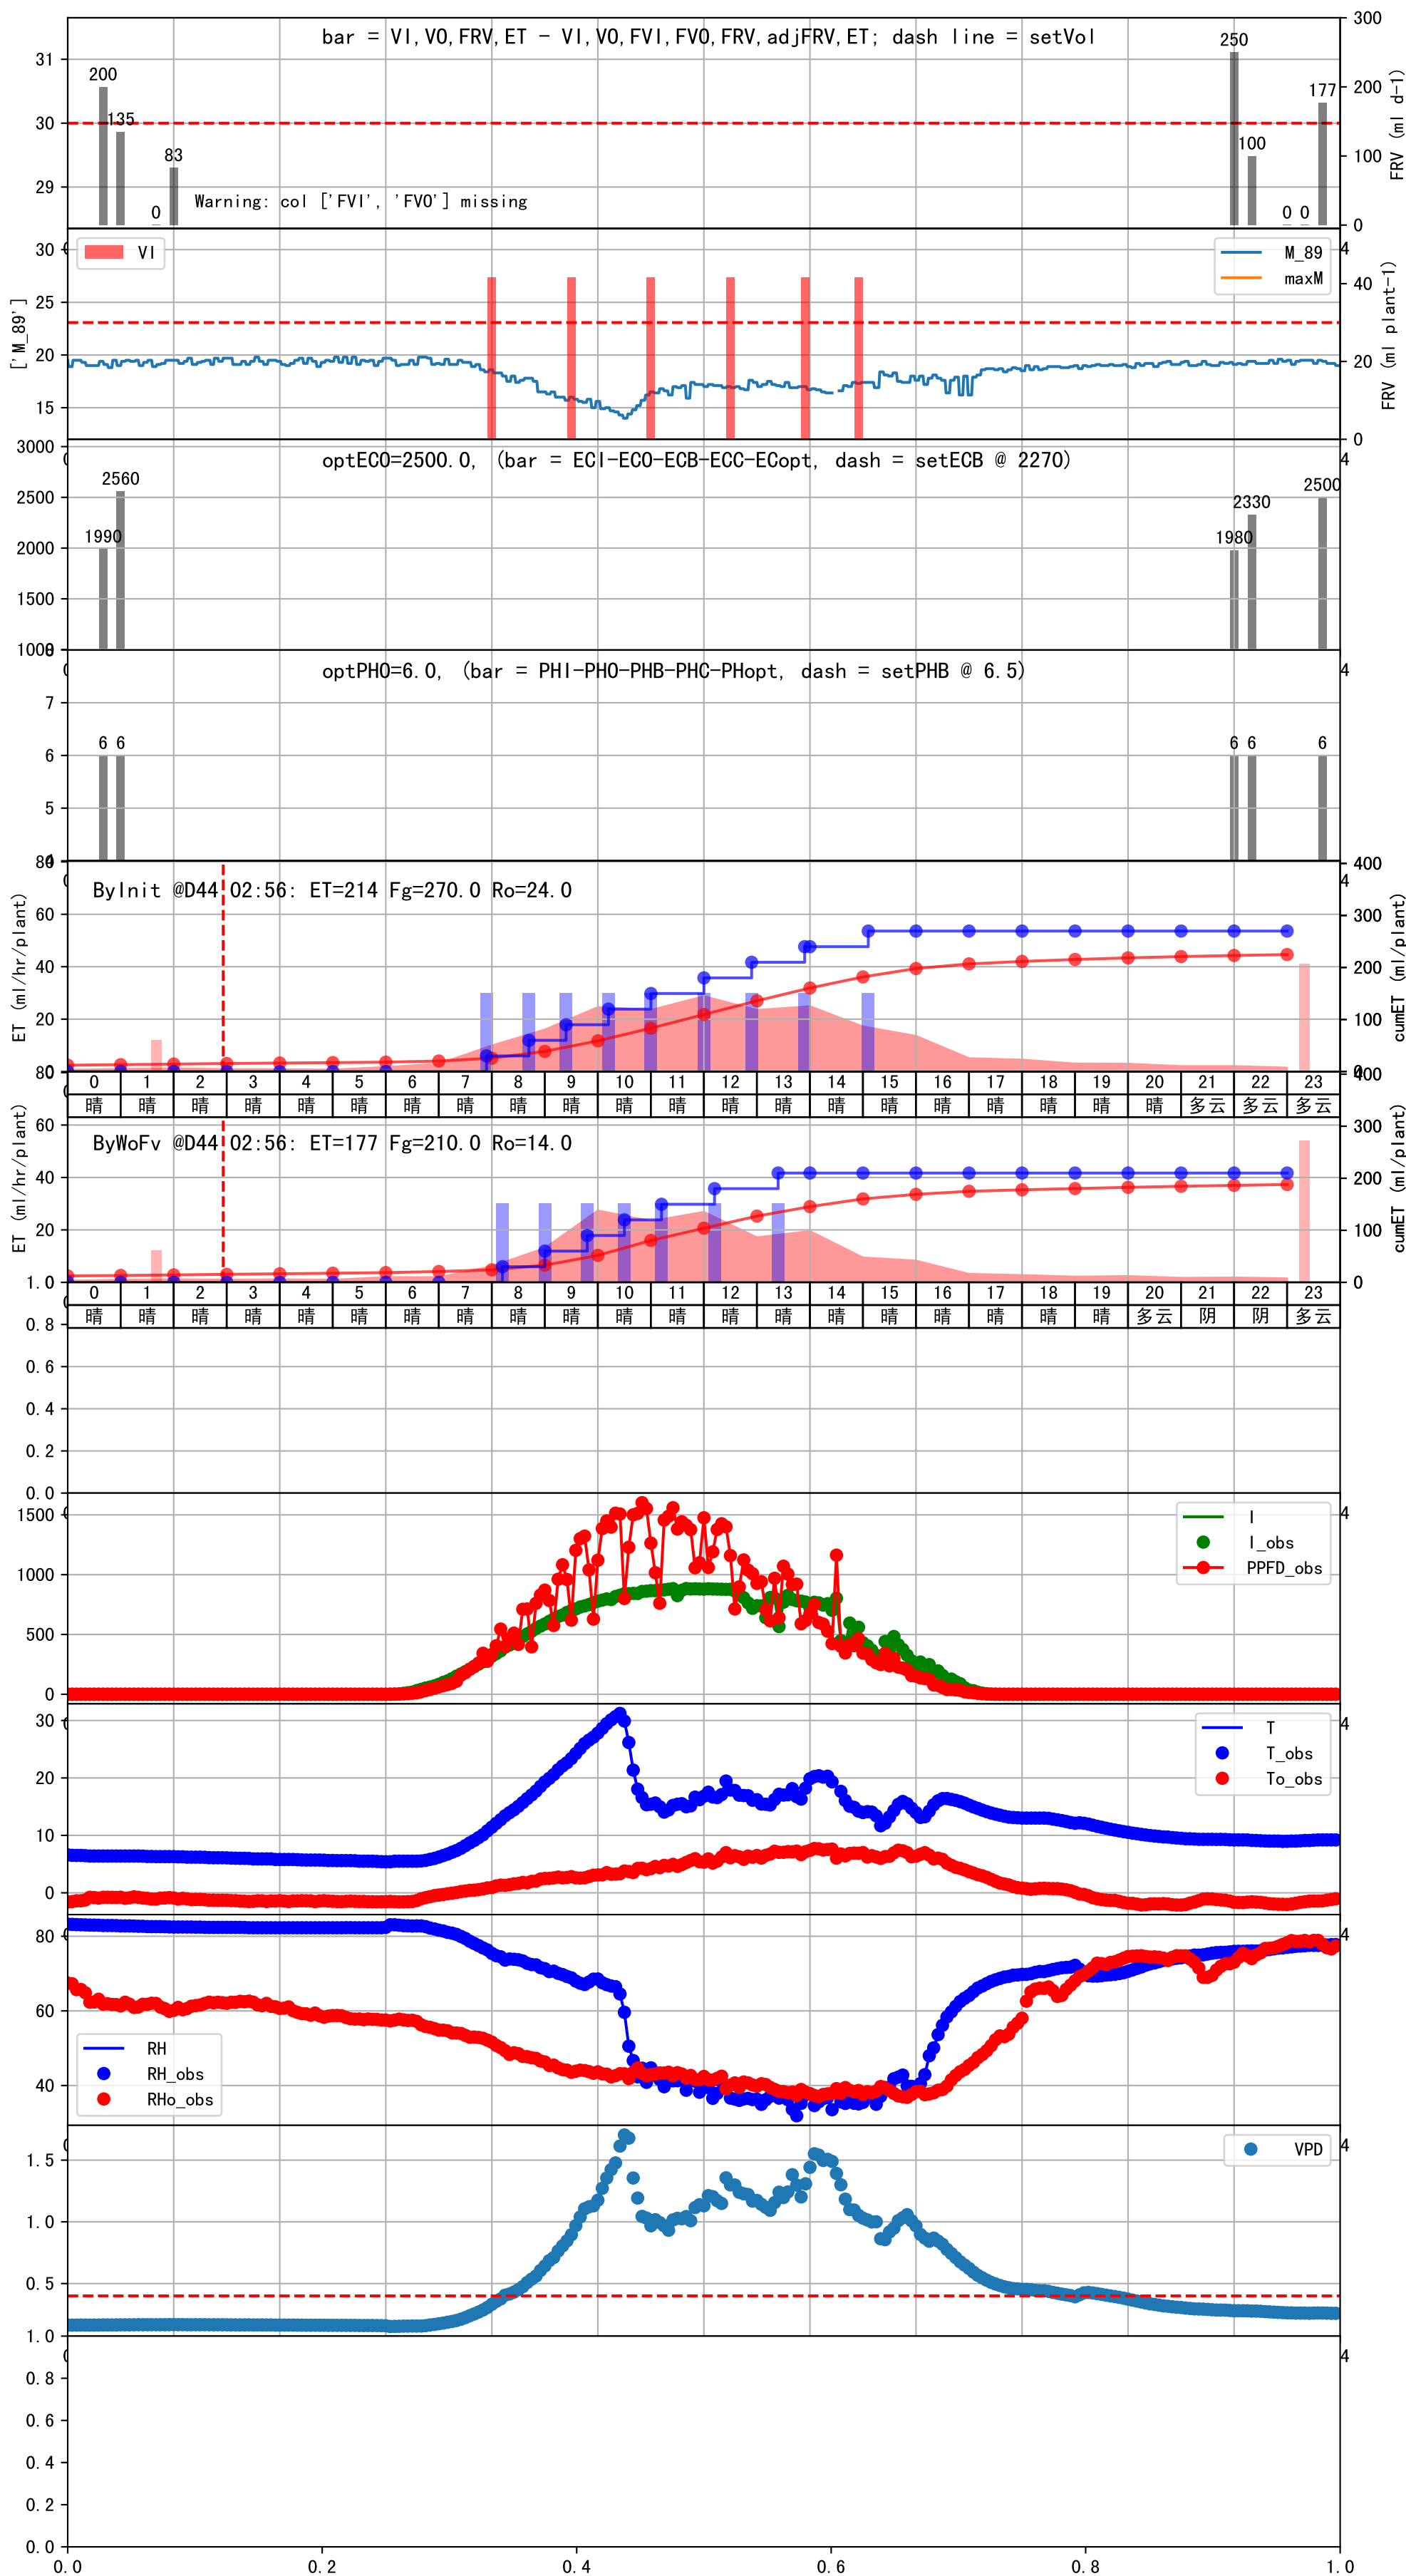 bar = VI,VO,FRV,ET - VI,VO,FVI,FVO,FRV,adjFRV,ET; dash line = setVol
300
250
31
200
200
177
135
30
100
100
83
29
Warning: col ['FVI', 'FVO'] missing
0
0 0
0
FRV (ml d-1)
30
VI
M_89
maxM
4
40
25
20
20
15
0
['M_89']
FRV (ml plant-1)
3000
optECO=2500.0, (bar = ECI-ECO-ECB-ECC-ECopt, dash = setECB @ 2270)
4
2560
2500
2500
2330
1990
1980
2000
1500
1000
optPHO=6.0, (bar = PHI-PHO-PHB-PHC-PHopt, dash = setPHB @ 6.5)
4
7
6 6
6 6
6
6
5
4
80
400
4
ByInit @D44 02:56: ET=214 Fg=270.0 Ro=24.0
60
300
40
200
20
100
0
ET (ml/hr/plant)
cumET (ml/plant)
80
400
0 1 2 3 4 5 6 7 8 9 10 11 12 13 14 15 16 17 18 19 20 21 22 23
晴 晴 晴 晴 晴 晴 晴 晴 晴 晴 晴 晴 晴 晴 晴 晴 晴 晴 晴 晴 晴 多云 多云 多云
60
300
ByWoFv @D44 02:56: ET=177 Fg=210.0 Ro=14.0
40
200
20
100
0
ET (ml/hr/plant)
cumET (ml/plant)
1.0
0 1 2 3 4 5 6 7 8 9 10 11 12 13 14 15 16 17 18 19 20 21 22 23
晴 晴 晴 晴 晴 晴 晴 晴 晴 晴 晴 晴 晴 晴 晴 晴 晴 晴 晴 晴 多云 阴 阴 多云
0.8
0.6
0.4
0.2
0.0
1500
4
I
I_obs
PPFD_obs
1000
500
0
30
4
T
T_obs
To_obs
20
10
0
80
4
60
RH
RH_obs
RHo_obs
40
4
VPD
1.5
1.0
0.5
1.0
4
0.8
0.6
0.4
0.2
0.0
0.0 0.2 0.4 0.6 0.8 1.0